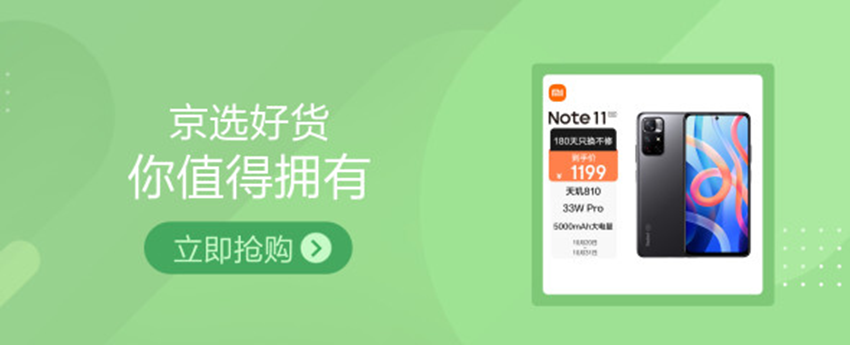 京选好货
你值得拥有
立即抢购
Note 11
180天只换不修
到手价
¥ 1199
天玑810
33W Pro
5000mAh大电量